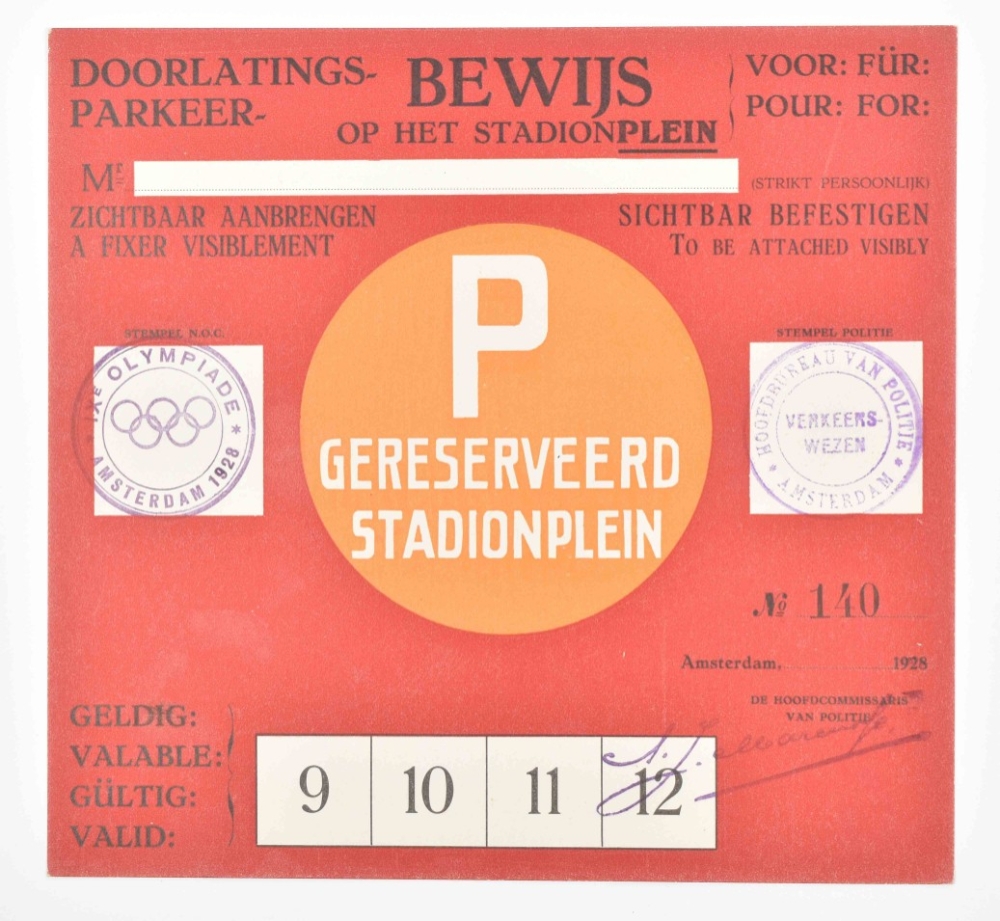 DOORLATINGS-
PARKEER-
BEWIJS
OP HET STADIONPLEIN
VOOR: FÜR:
POUR: FOR:
Mr
(STRIKT PERSOONLIJK)
ZICHTBAAR AANBRENGEN
A FIXER VISIBLEMENT
SICHTBAR BEFESTIGEN
TO BE ATTACHED VISIBLY
P
GERESERVEERD
STADIONPLEIN
STEMPEL N.O.C.
IXe OLYMPIADE
* AMSTERDAM 1928 *
STEMPEL POLITIE
HOOFDBUREAU VAN POLITIE
VERKEERS-
WEZEN
* AMSTERDAM *
№ 140
Amsterdam, 1928
DE HOOFDCOMMISSARIS
VAN POLITIE
GELDIG:
VALABLE:
GÜLTIG:
VALID:
9 10 11 12